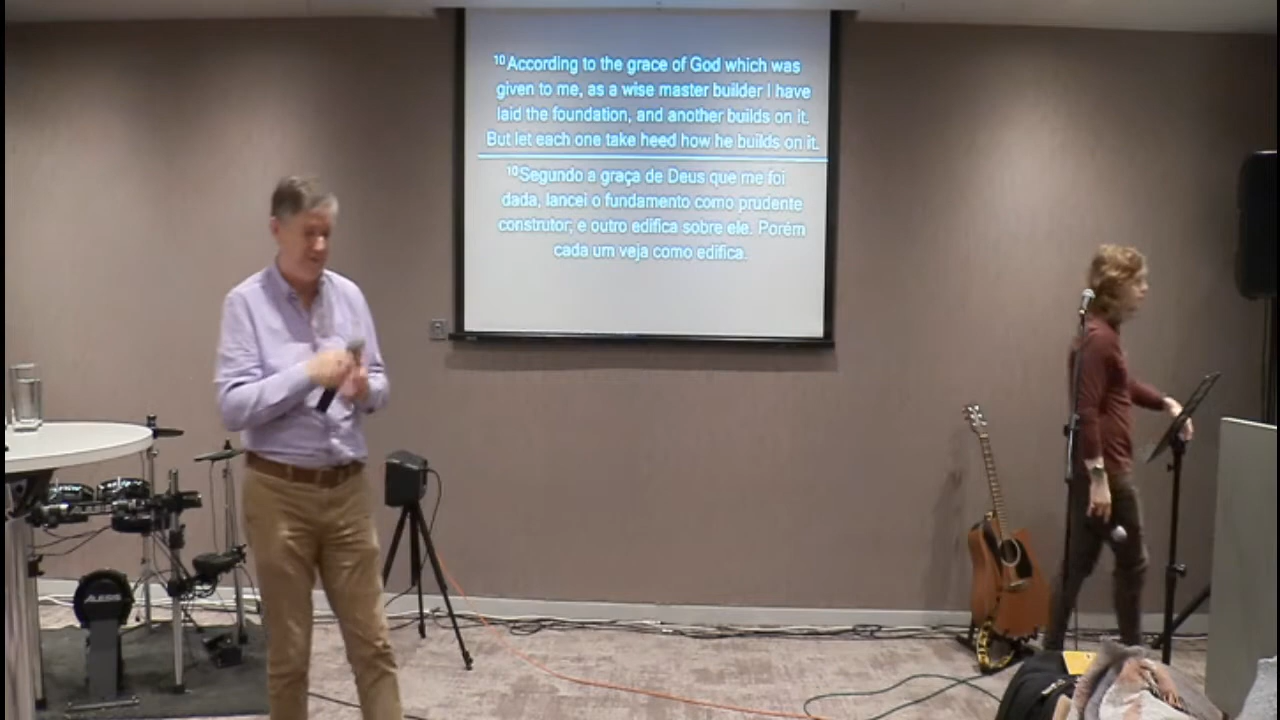 ¹⁰According to the grace of God which was
given to me, as a wise master builder I have
laid the foundation, and another builds on it.
But let each one take heed how he builds on it.
¹⁰Segundo a graça de Deus que me foi
dada, lancei o fundamento como prudente
construtor; e outro edifica sobre ele. Porém
cada um veja como edifica.
ALESIS